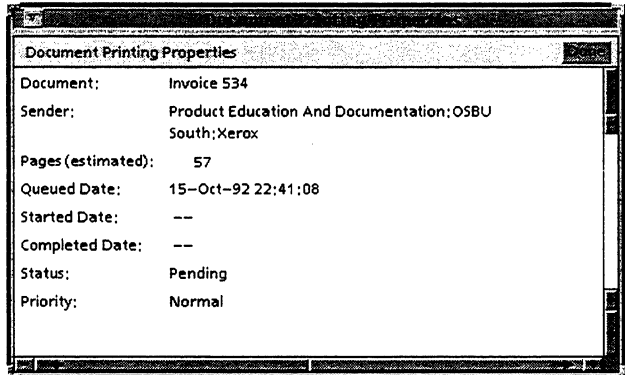 Document Printing Properties
Document: Invoice 534
Sender: Product Education And Documentation:OSBU
South:Xerox
Pages (estimated): 57
Queued Date: 15-Oct-92 22:41:08
Started Date: --
Completed Date: --
Status: Pending
Priority: Normal